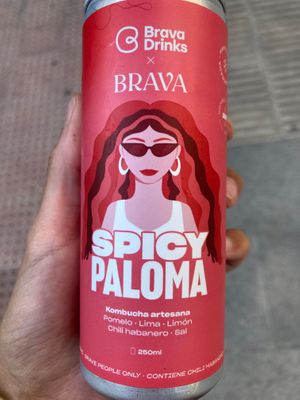 Brava
Drinks
×
BRAVA
SPICY
PALOMA
Kombucha artesana
Pomelo · Lima · Limón
Chili habanero · Sal
250ml
BRAVE PEOPLE ONLY · CONTIENE CHILI